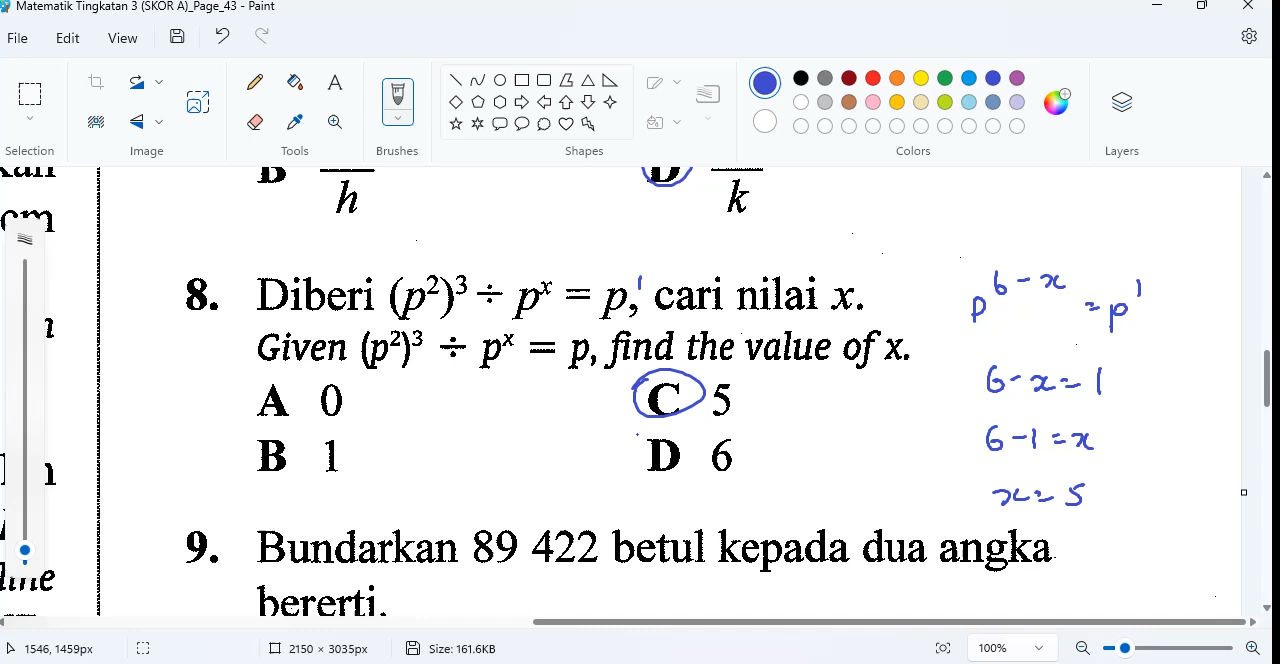 Matematik Tingkatan 3 (SKOR A)_Page_43 - Paint
File Edit View
Selection Image Tools Brushes Shapes Colors Layers
B h D k
cm
8. Diberi (p²)³ ÷ pˣ = p,¹ cari nilai x.
Given (p²)³ ÷ pˣ = p, find the value of x.
A 0 C 5
B 1 D 6
p⁶⁻ˣ = p¹
6 - x = 1
6 - 1 = x
x = 5
9. Bundarkan 89 422 betul kepada dua angka
bererti.
1546, 1459px 2150 × 3035px Size: 161.6KB 100%